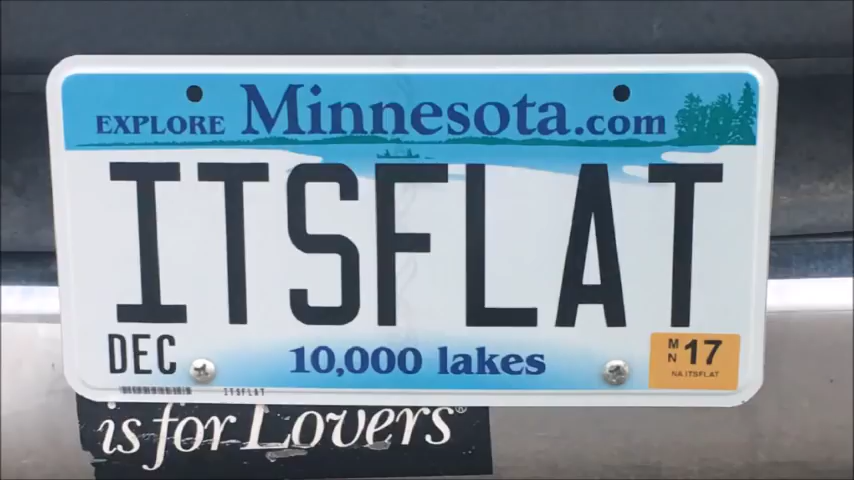 EXPLORE Minnesota.com
ITSFLAT
DEC
10,000 lakes
MN 17
NA ITSFLAT
ITSFLAT
is for Lovers®